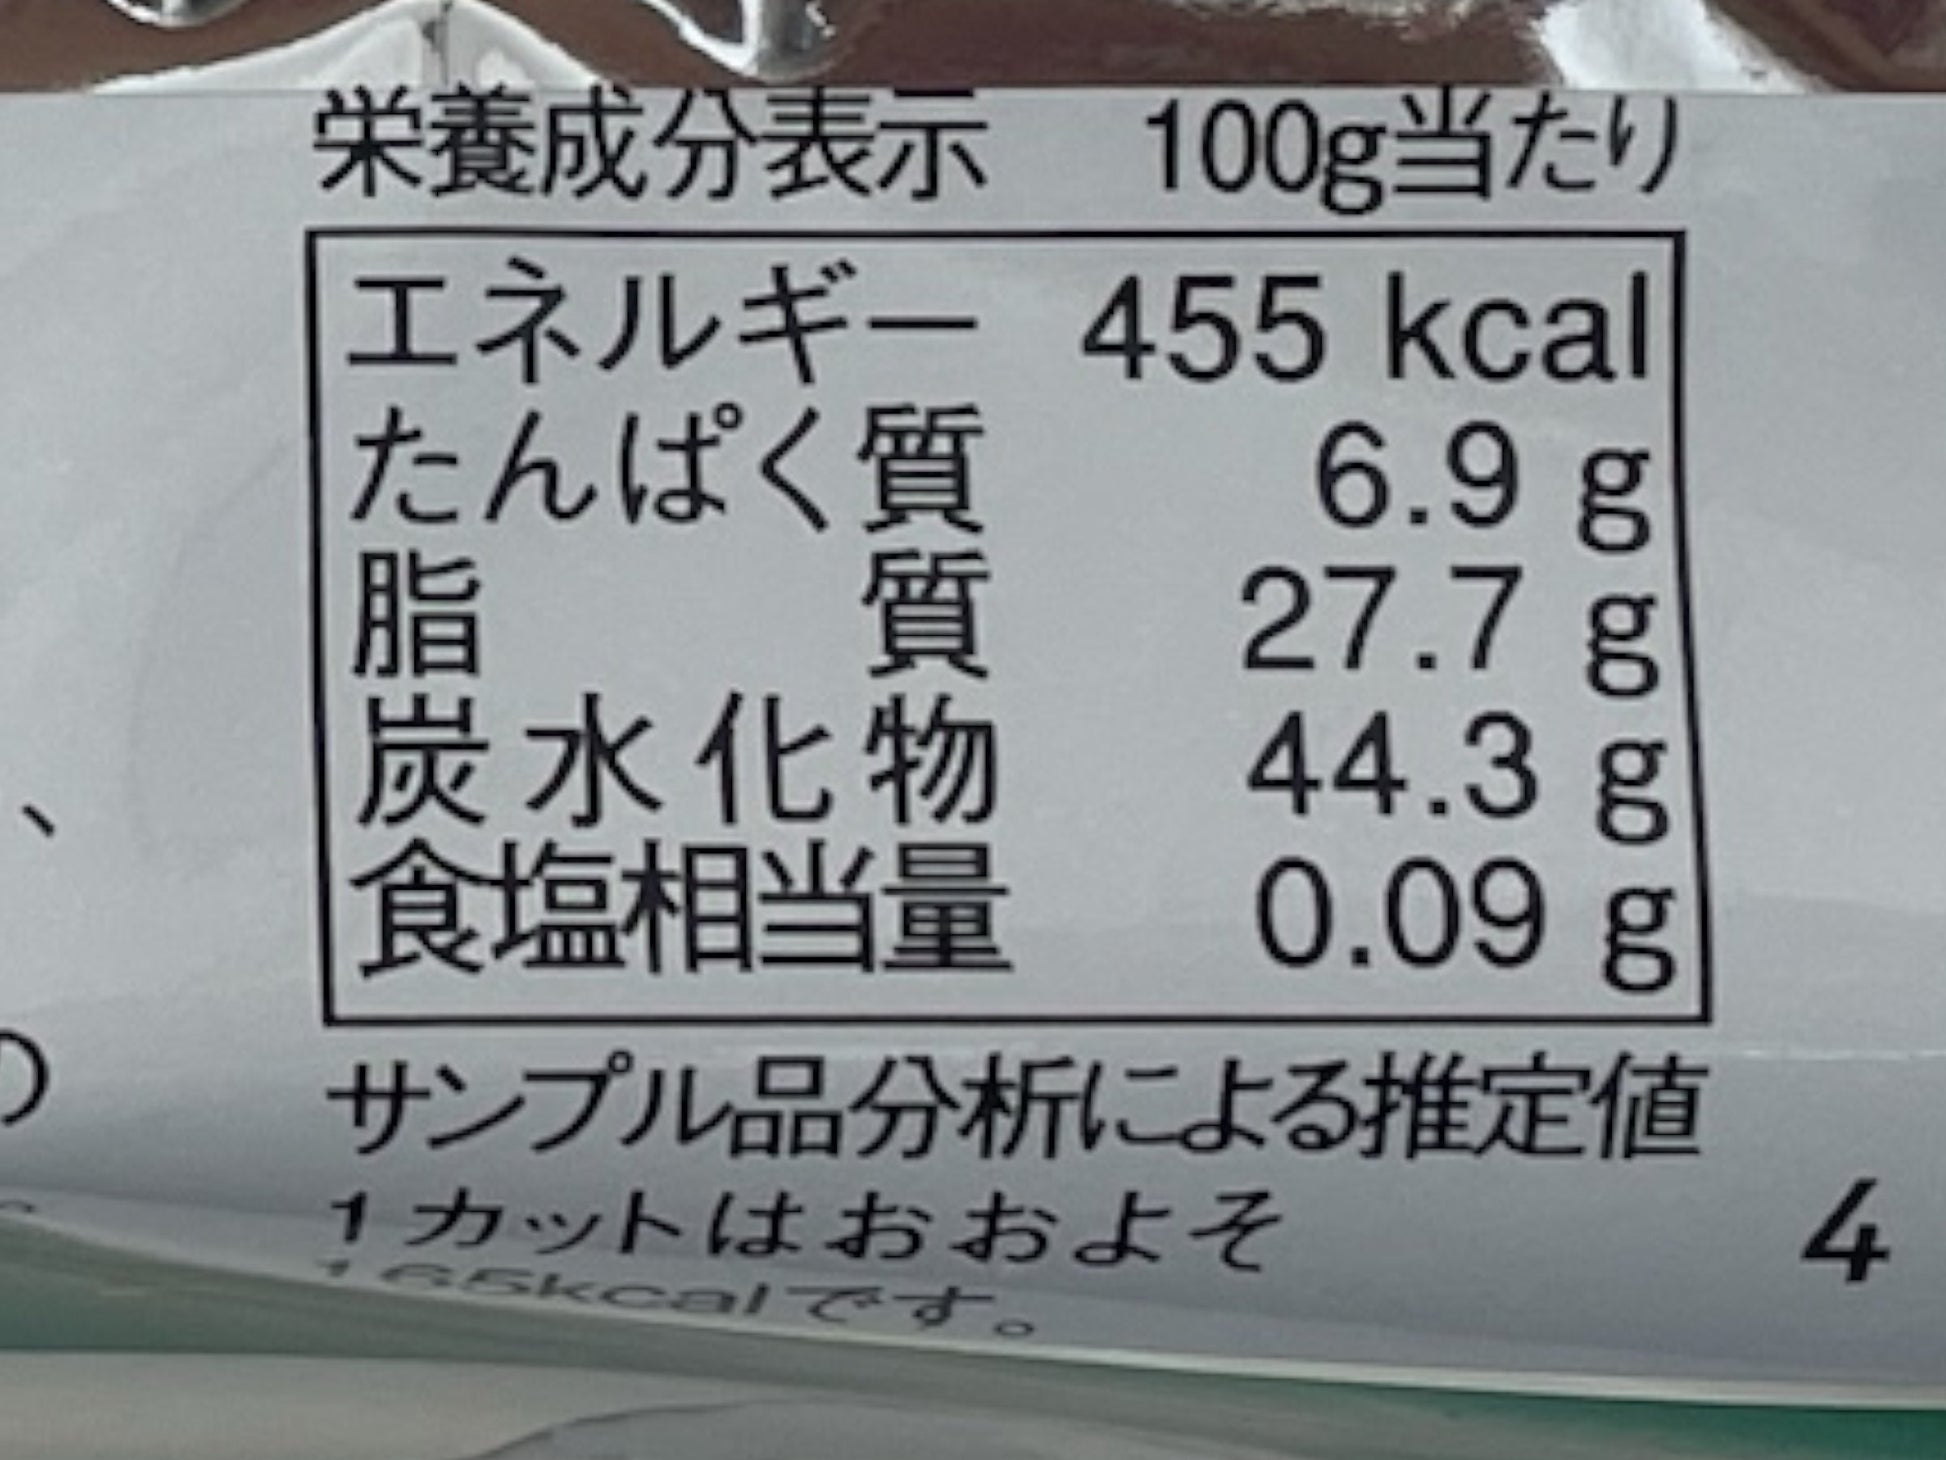 栄養成分表示 100g当たり
エネルギー 455 kcal
たんぱく質 6.9 g
脂質 27.7 g
炭水化物 44.3 g
食塩相当量 0.09 g
サンプル品分析による推定値
1カットはおおよそ
165kcalです。
、
の
4